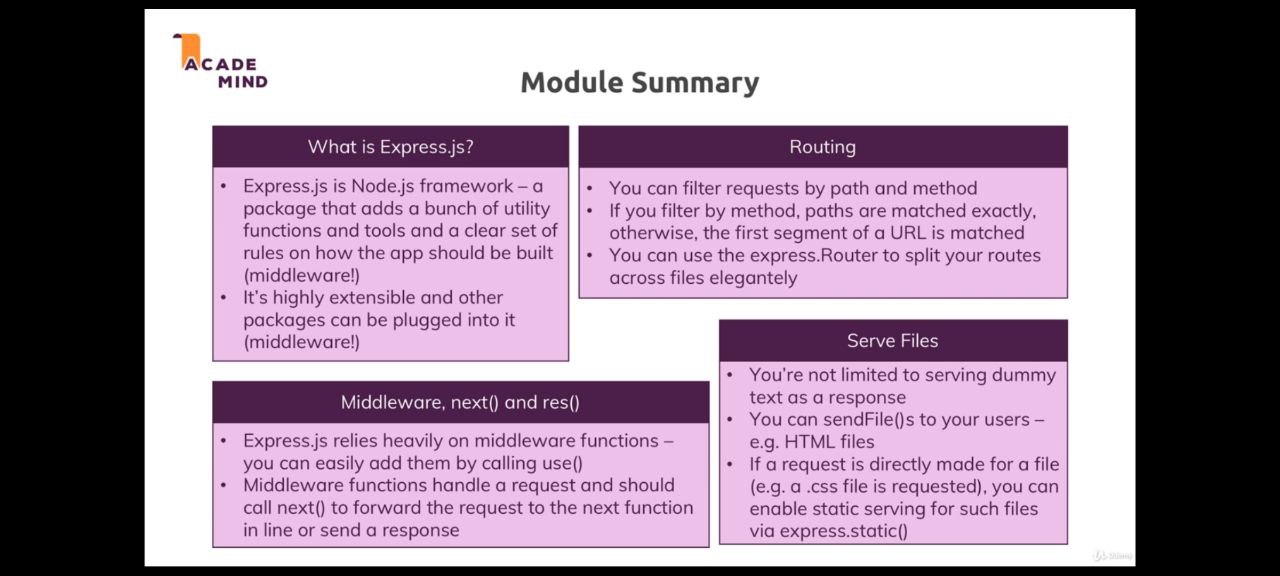 ACADE
MIND
Module Summary
What is Express.js?
• Express.js is Node.js framework – a
package that adds a bunch of utility
functions and tools and a clear set of
rules on how the app should be built
(middleware!)
• It's highly extensible and other
packages can be plugged into it
(middleware!)
Routing
• You can filter requests by path and method
• If you filter by method, paths are matched exactly,
otherwise, the first segment of a URL is matched
• You can use the express.Router to split your routes
across files elegantely
Middleware, next() and res()
• Express.js relies heavily on middleware functions –
you can easily add them by calling use()
• Middleware functions handle a request and should
call next() to forward the request to the next function
in line or send a response
Serve Files
• You're not limited to serving dummy
text as a response
• You can sendFile()s to your users –
e.g. HTML files
• If a request is directly made for a file
(e.g. a .css file is requested), you can
enable static serving for such files
via express.static()
Udemy